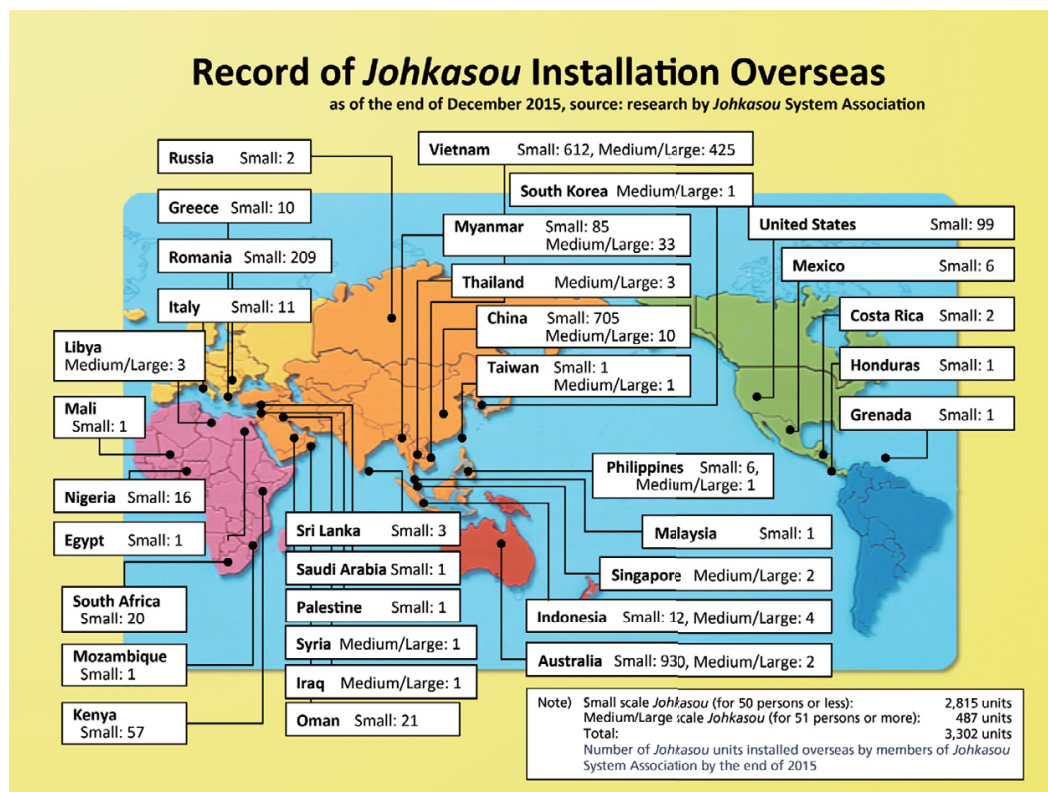 Record of Johkasou Installation Overseas
as of the end of December 2015, source: research by Johkasou System Association
Russia Small: 2
Greece Small: 10
Romania Small: 209
Italy Small: 11
Libya
Medium/Large: 3
Mali
Small: 1
Nigeria Small: 16
Egypt Small: 1
South Africa
Small: 20
Mozambique
Small: 1
Kenya
Small: 57
Vietnam Small: 612, Medium/Large: 425
South Korea Medium/Large: 1
Myanmar Small: 85
Medium/Large: 33
Thailand Medium/Large: 3
China Small: 705
Medium/Large: 10
Taiwan Small: 1
Medium/Large: 1
United States Small: 99
Mexico Small: 6
Costa Rica Small: 2
Honduras Small: 1
Grenada Small: 1
Philippines Small: 6,
Medium/Large: 1
Malaysia Small: 1
Singapore Medium/Large: 2
Indonesia Small: 12, Medium/Large: 4
Australia Small: 930, Medium/Large: 2
Sri Lanka Small: 3
Saudi Arabia Small: 1
Palestine Small: 1
Syria Medium/Large: 1
Iraq Medium/Large: 1
Oman Small: 21
Note) Small scale Johkasou (for 50 persons or less): 2,815 units
Medium/Large scale Johkasou (for 51 persons or more): 487 units
Total: 3,302 units
Number of Johkasou units installed overseas by members of Johkasou
System Association by the end of 2015